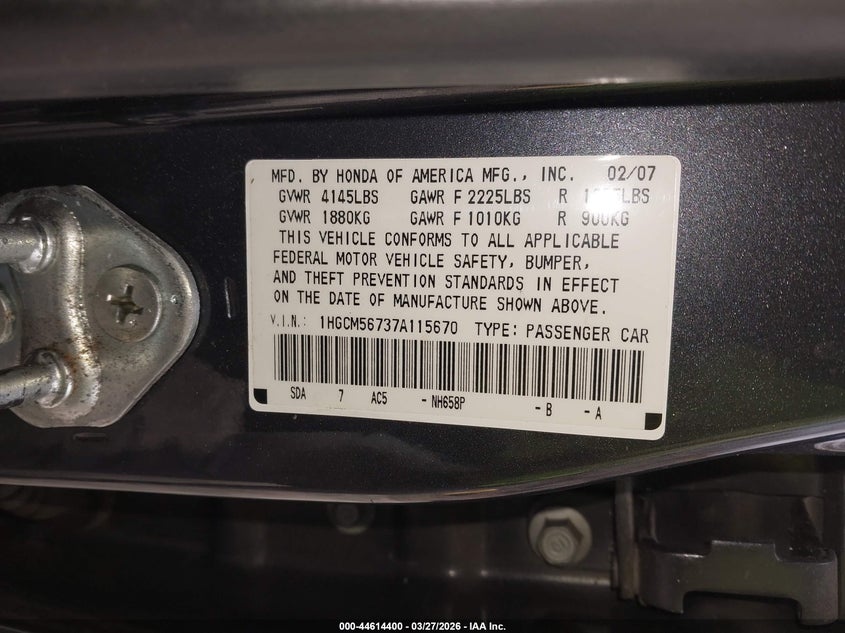 MFD. BY HONDA OF AMERICA MFG., INC. 02/07
GVWR 4145LBS GAWR F 2225LBS R
GVWR 1880KG GAWR F 1010KG R 900KG
THIS VEHICLE CONFORMS TO ALL APPLICABLE
FEDERAL MOTOR VEHICLE SAFETY, BUMPER,
AND THEFT PREVENTION STANDARDS IN EFFECT
ON THE DATE OF MANUFACTURE SHOWN ABOVE.
V.I.N.: 1HGCM56737A115670 TYPE: PASSENGER CAR
SDA 7 AC5 -NH658P -B -A
000-44614400 - 03/27/2026 - IAA Inc.